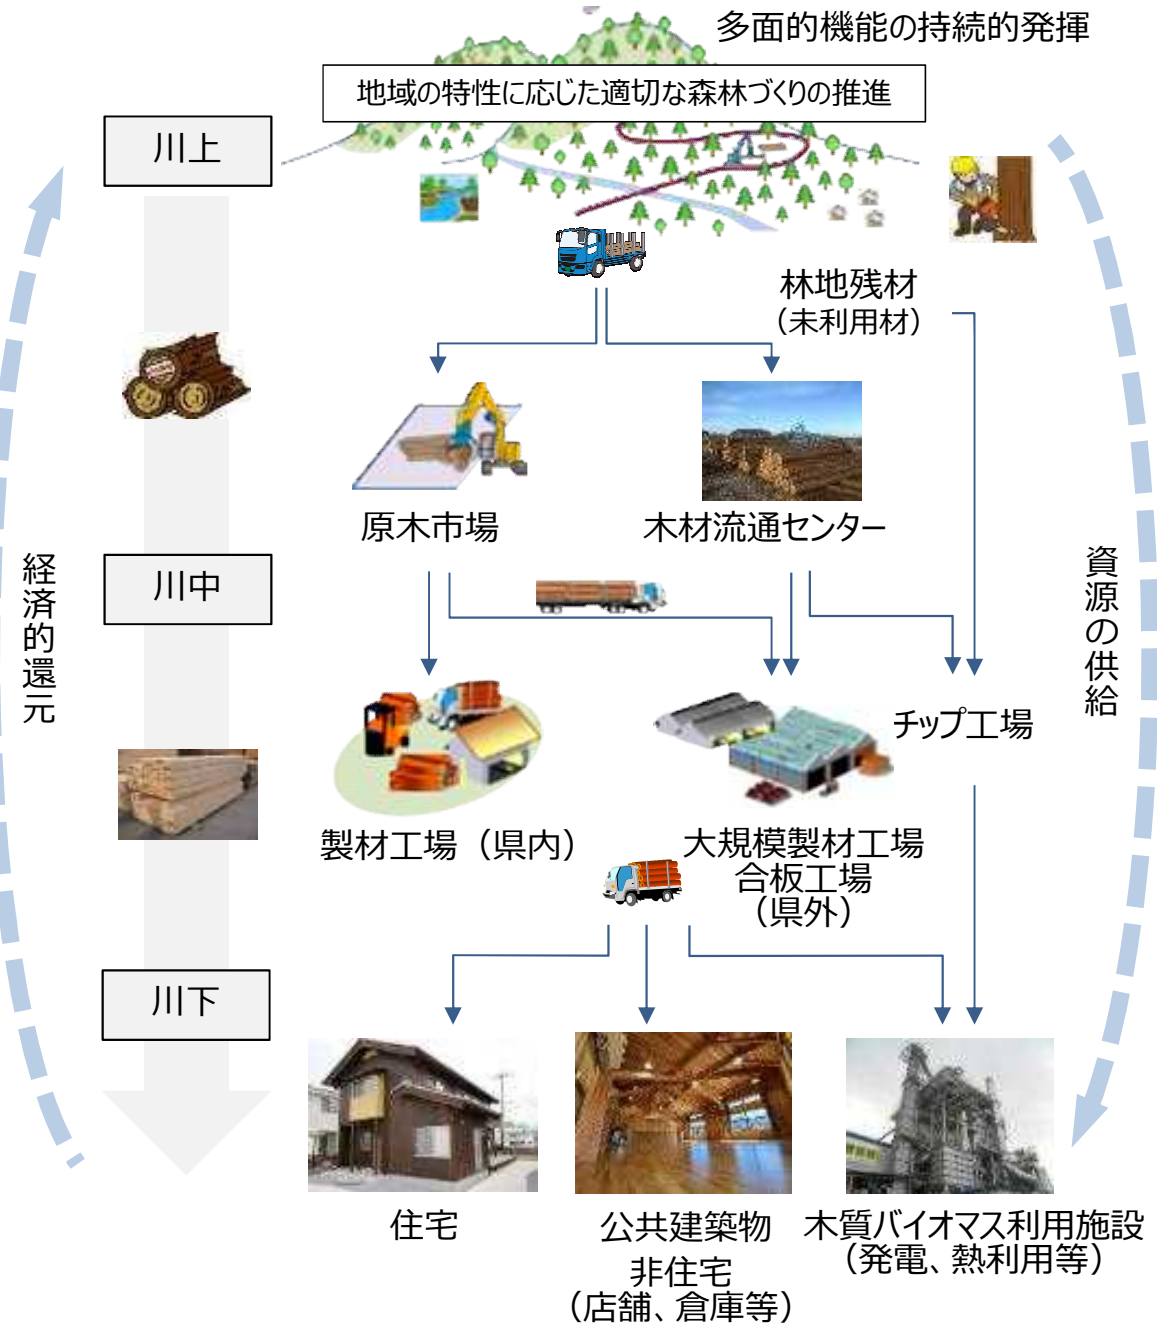 多面的機能の持続的発揮
地域の特性に応じた適切な森林づくりの推進
川上
林地残材
（未利用材）
原木市場
木材流通センター
川中
経済的還元
資源の供給
チップ工場
製材工場（県内）
大規模製材工場
合板工場
（県外）
川下
住宅
公共建築物
非住宅
（店舗、倉庫等）
木質バイオマス利用施設
（発電、熱利用等）